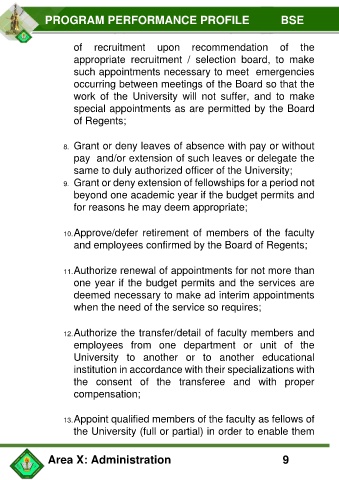 PROGRAM PERFORMANCE PROFILE BSE
of recruitment upon recommendation of the
appropriate recruitment / selection board, to make
such appointments necessary to meet emergencies
occurring between meetings of the Board so that the
work of the University will not suffer, and to make
special appointments as are permitted by the Board
of Regents;
8. Grant or deny leaves of absence with pay or without
pay and/or extension of such leaves or delegate the
same to duly authorized officer of the University;
9. Grant or deny extension of fellowships for a period not
beyond one academic year if the budget permits and
for reasons he may deem appropriate;
10. Approve/defer retirement of members of the faculty
and employees confirmed by the Board of Regents;
11. Authorize renewal of appointments for not more than
one year if the budget permits and the services are
deemed necessary to make ad interim appointments
when the need of the service so requires;
12. Authorize the transfer/detail of faculty members and
employees from one department or unit of the
University to another or to another educational
institution in accordance with their specializations with
the consent of the transferee and with proper
compensation;
13. Appoint qualified members of the faculty as fellows of
the University (full or partial) in order to enable them
Area X: Administration 9